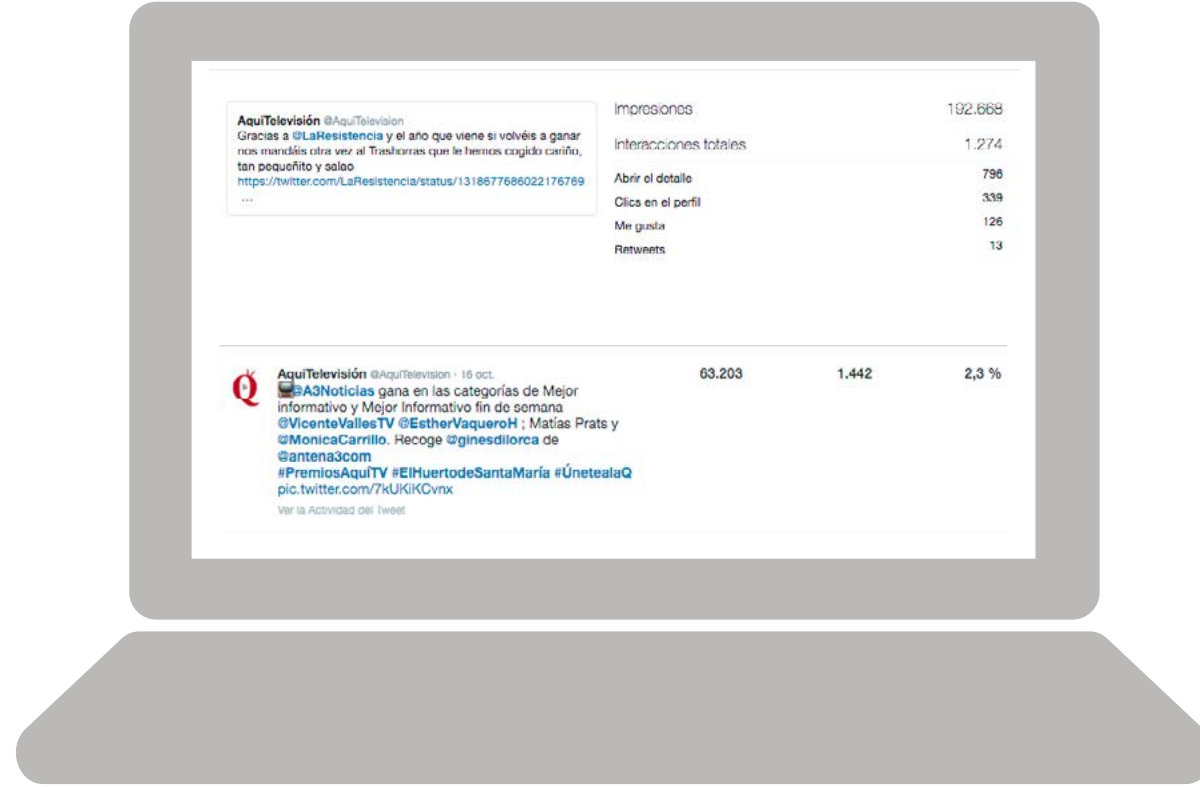 AquiTelevisión @AquiTelevision
Gracias a @LaResistencia y el año que viene si volvéis a ganar
nos mandáis otra vez al Trashorras que le hemos cogido cariño,
tan pequeñito y salao
https://twitter.com/LaResistencia/status/1318677686022176769
...
Impresiones 192.668
Interacciones totales 1.274
Abrir el detalle 796
Clics en el perfil 339
Me gusta 126
Retweets 13
Q
AquiTelevisión @AquiTelevision · 16 oct. 63.203 1.442 2,3 %
@A3Noticias gana en las categorías de Mejor
informativo y Mejor Informativo fin de semana
@VicenteVallesTV @EstherVaqueroH ; Matías Prats y
@MonicaCarrillo. Recoge @ginesdilorca de
@antena3com
#PremiosAquíTV #ElHuertodeSantaMaría #ÚnetealaQ
pic.twitter.com/7kUKiKCvnx
Ver la Actividad del Tweet